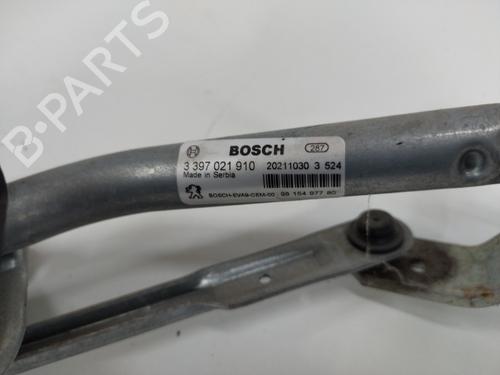 B-PARTS
BOSCH 287
3 397 021 910 20211030 3 524
Made in Serbia
BOSCH-EVA9-CEM-00 98 154 977 80